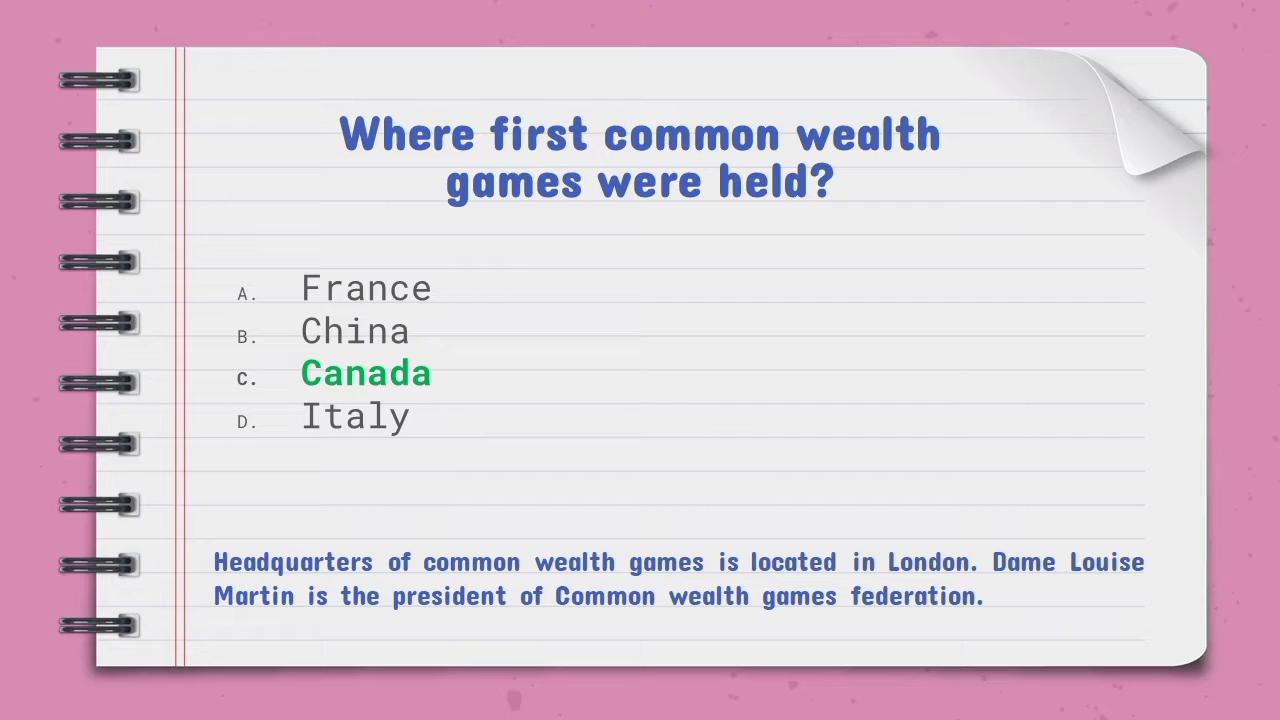 Where first common wealth
games were held?
A. France
B. China
C. Canada
D. Italy
Headquarters of common wealth games is located in London. Dame Louise
Martin is the president of Common wealth games federation.